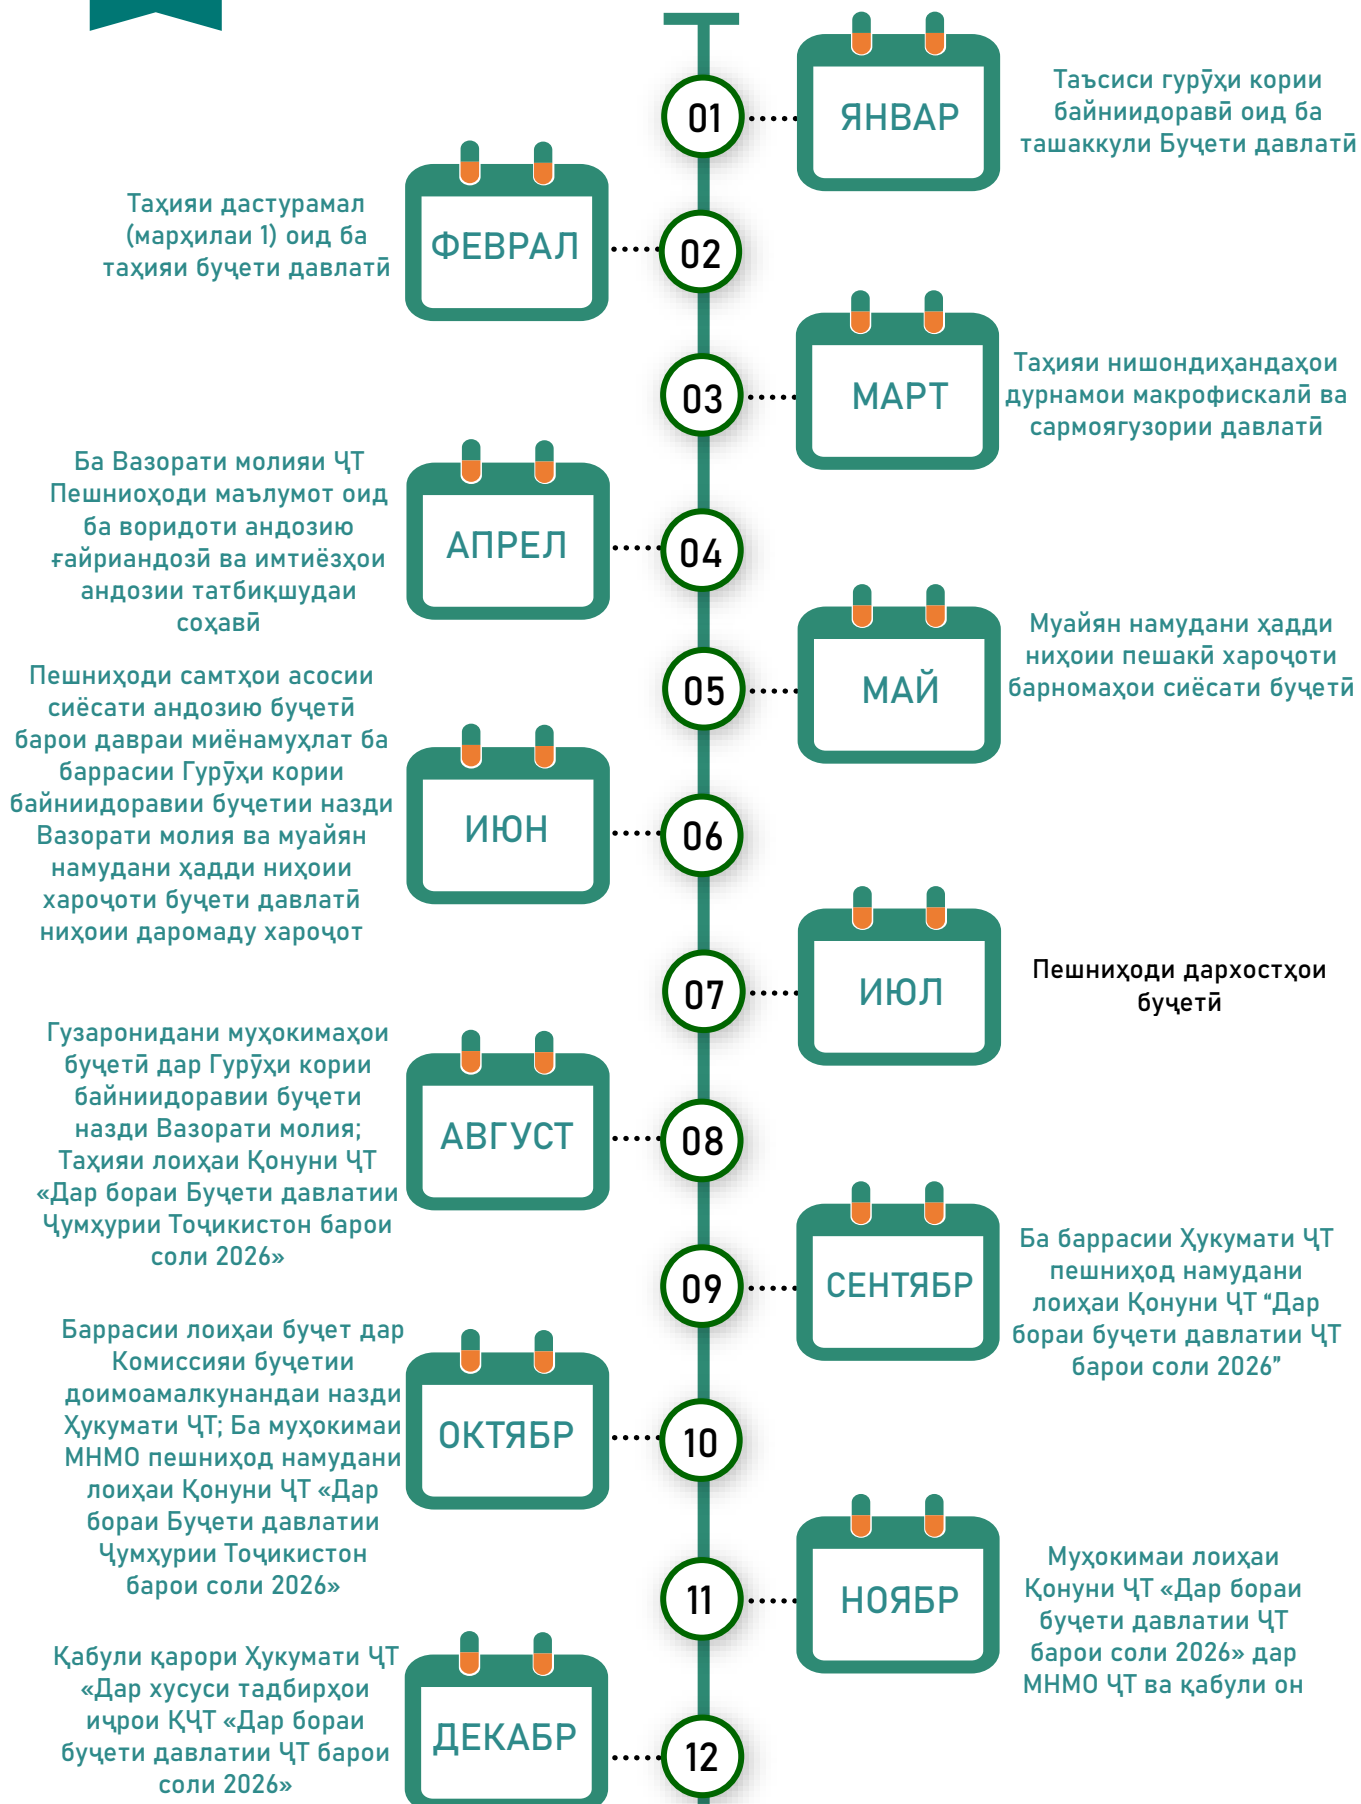 01
ЯНВАР
Таъсиси гурӯҳи кории
байниидоравӣ оид ба
ташаккули Буҷети давлатӣ
Таҳияи дастурамал
(марҳилаи 1) оид ба
таҳияи буҷети давлатӣ
ФЕВРАЛ
02
03
МАРТ
Таҳияи нишондиҳандаҳои
дурнамои макрофискалӣ ва
сармоягузории давлатӣ
Ба Вазорати молияи ҶТ
Пешниоҳоди маълумот оид
ба воридоти андозию
ғайриандозӣ ва имтиёзҳои
андозии татбиқшудаи
соҳавӣ
АПРЕЛ
04
05
МАЙ
Муайян намудани ҳадди
ниҳоии пешакӣ хароҷоти
барномаҳои сиёсати буҷетӣ
Пешниҳоди самтҳои асосии
сиёсати андозию буҷетӣ
барои давраи миёнамуҳлат ба
баррасии Гурӯҳи кории
байниидоравии буҷетии назди
Вазорати молия ва муайян
намудани ҳадди ниҳоии
хароҷоти буҷети давлатӣ
ниҳоии даромаду хароҷот
ИЮН
06
07
ИЮЛ
Пешниҳоди дархостҳои
буҷетӣ
Гузаронидани муҳокимаҳои
буҷетӣ дар Гурӯҳи кории
байниидоравии буҷети
назди Вазорати молия;
Таҳияи лоиҳаи Қонуни ҶТ
«Дар бораи Буҷети давлатии
Ҷумҳурии Тоҷикистон барои
соли 2026»
АВГУСТ
08
09
СЕНТЯБР
Ба баррасии Ҳукумати ҶТ
пешниҳод намудани
лоиҳаи Қонуни ҶТ “Дар
бораи буҷети давлатии ҶТ
барои соли 2026”
Баррасии лоиҳаи буҷет дар
Комиссияи буҷетии
доимоамалкунандаи назди
Ҳукумати ҶТ; Ба муҳокимаи
МНМО пешниҳод намудани
лоиҳаи Қонуни ҶТ «Дар
бораи Буҷети давлатии
Ҷумҳурии Тоҷикистон
барои соли 2026»
ОКТЯБР
10
11
НОЯБР
Муҳокимаи лоиҳаи
Қонуни ҶТ «Дар бораи
буҷети давлатии ҶТ
барои соли 2026» дар
МНМО ҶТ ва қабули он
Қабули қарори Ҳукумати ҶТ
«Дар хусуси тадбирҳои
иҷрои ҚҶТ «Дар бораи
буҷети давлатии ҶТ барои
соли 2026»
ДЕКАБР
12